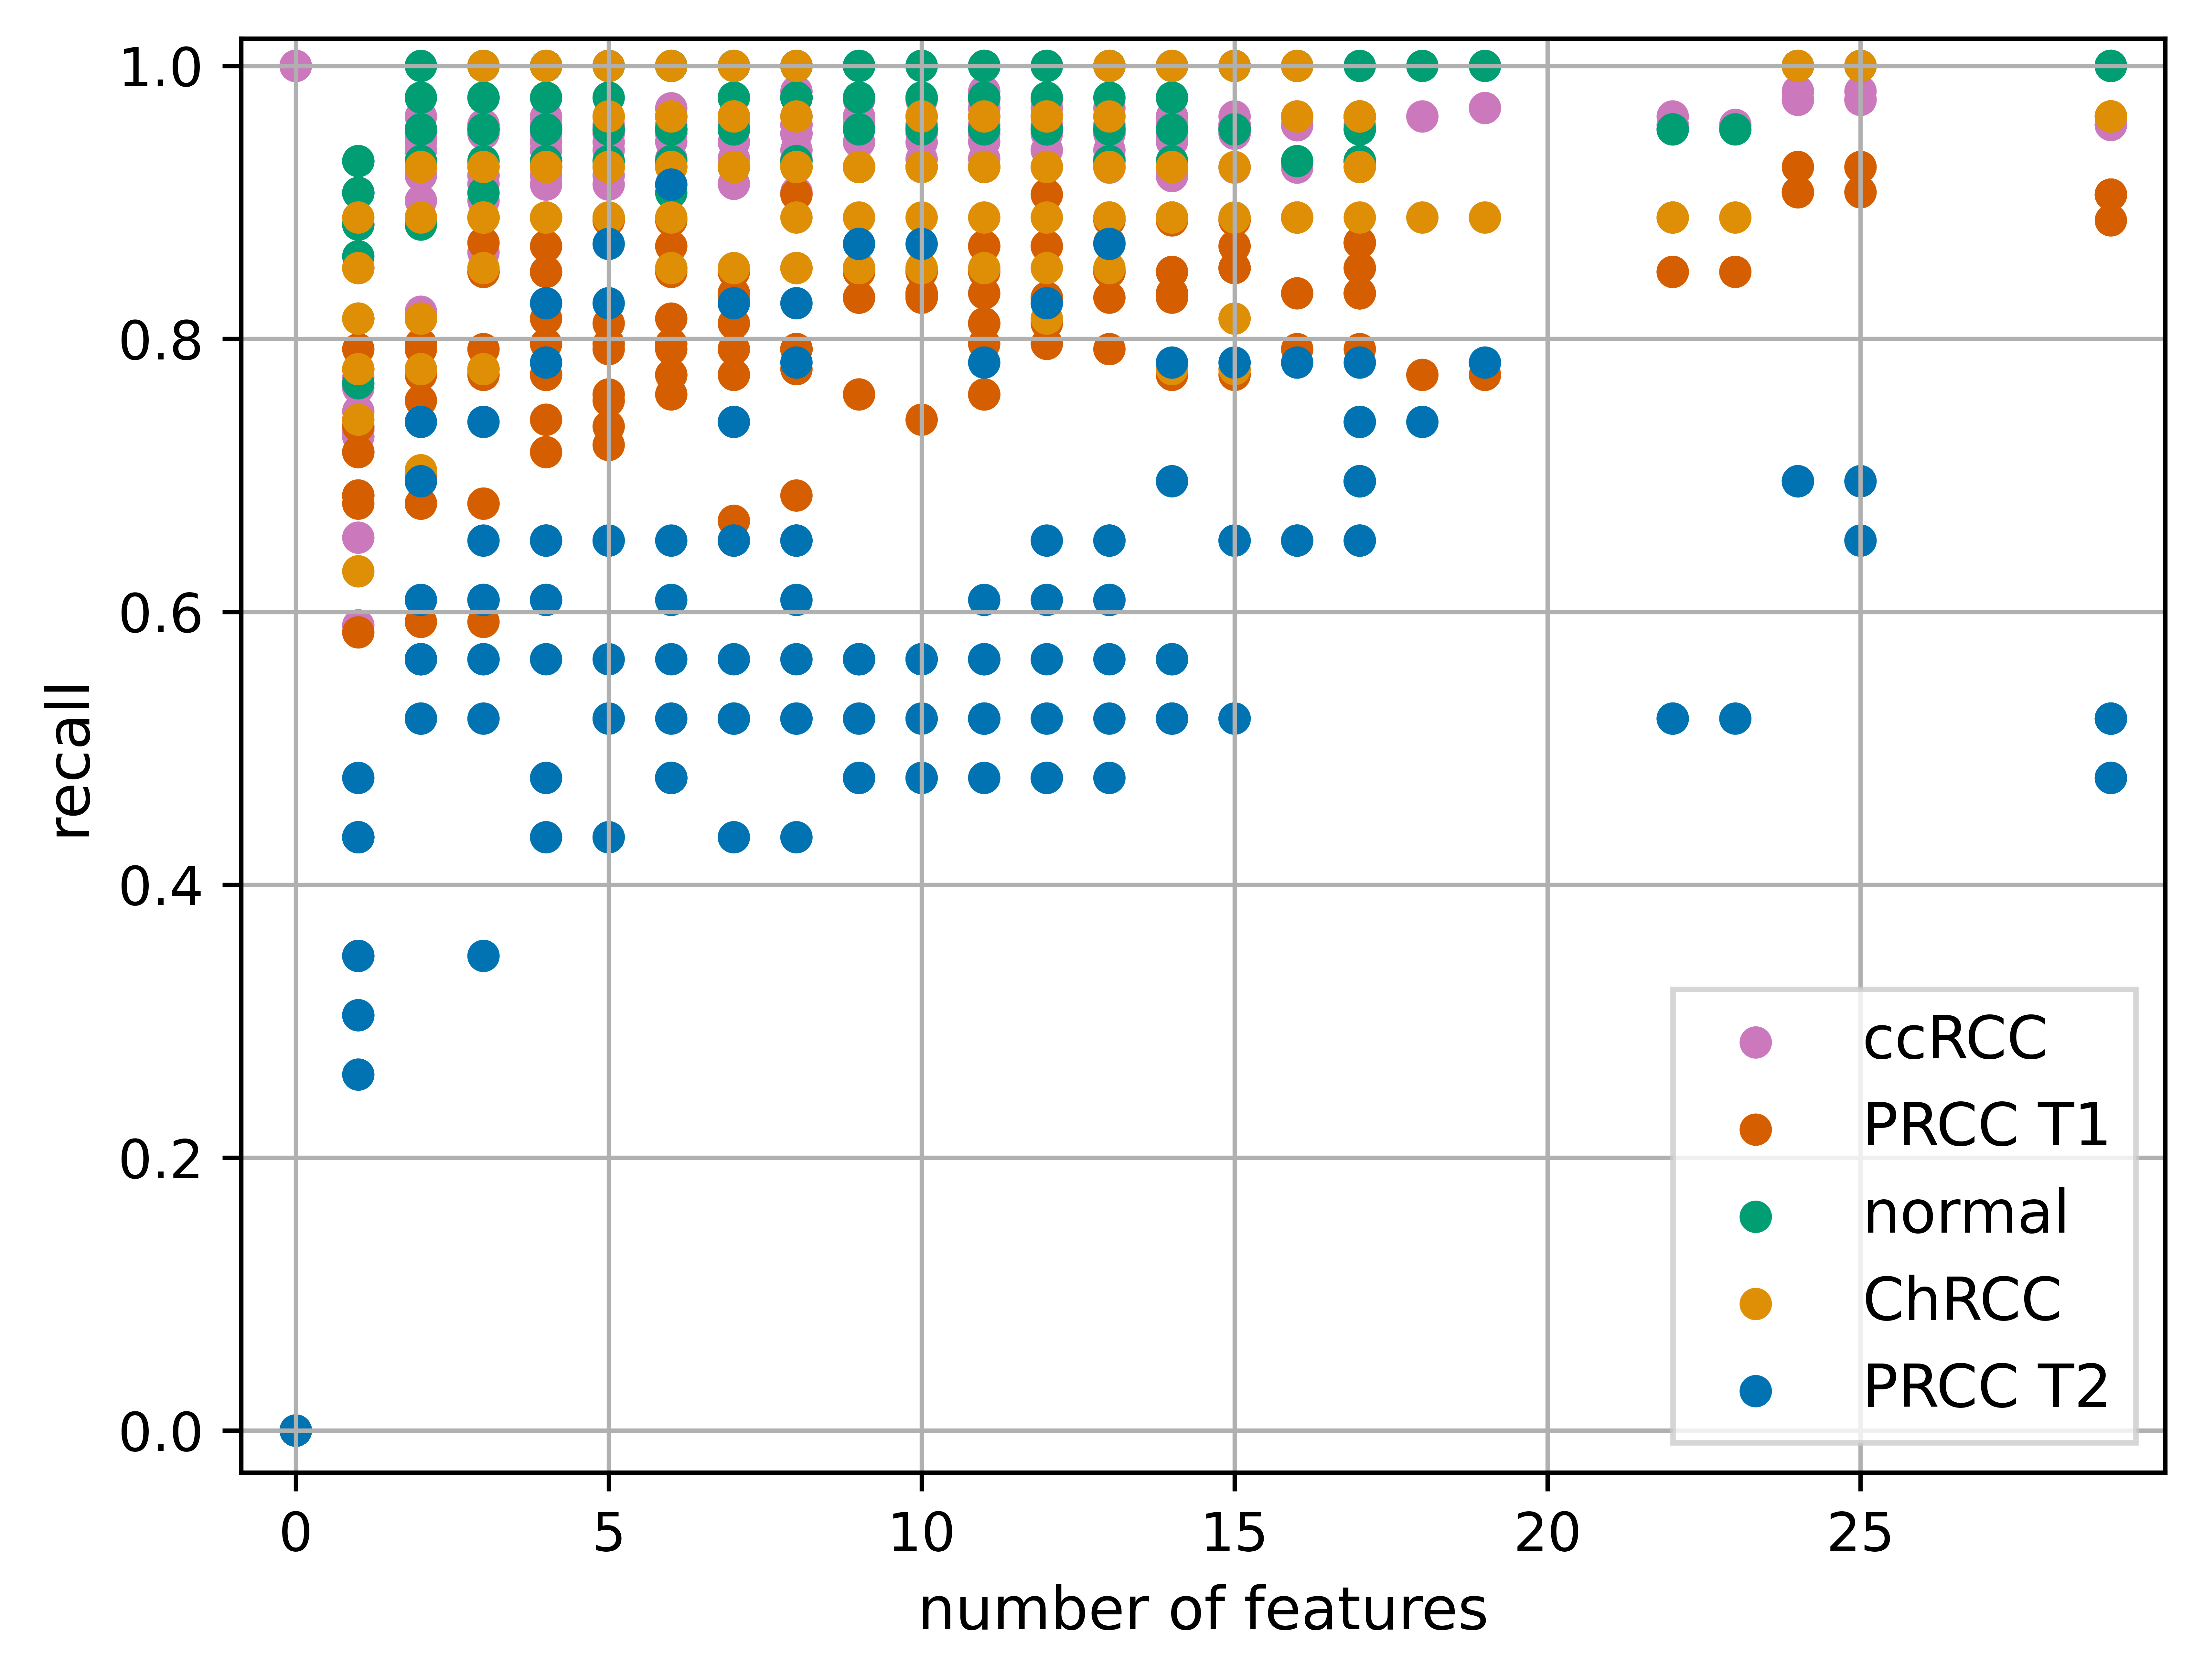 1.0
0.8
0.6
0.4
0.2
0.0
recall
0 5 10 15 20 25
number of features
ccRCC
PRCC T1
normal
ChRCC
PRCC T2